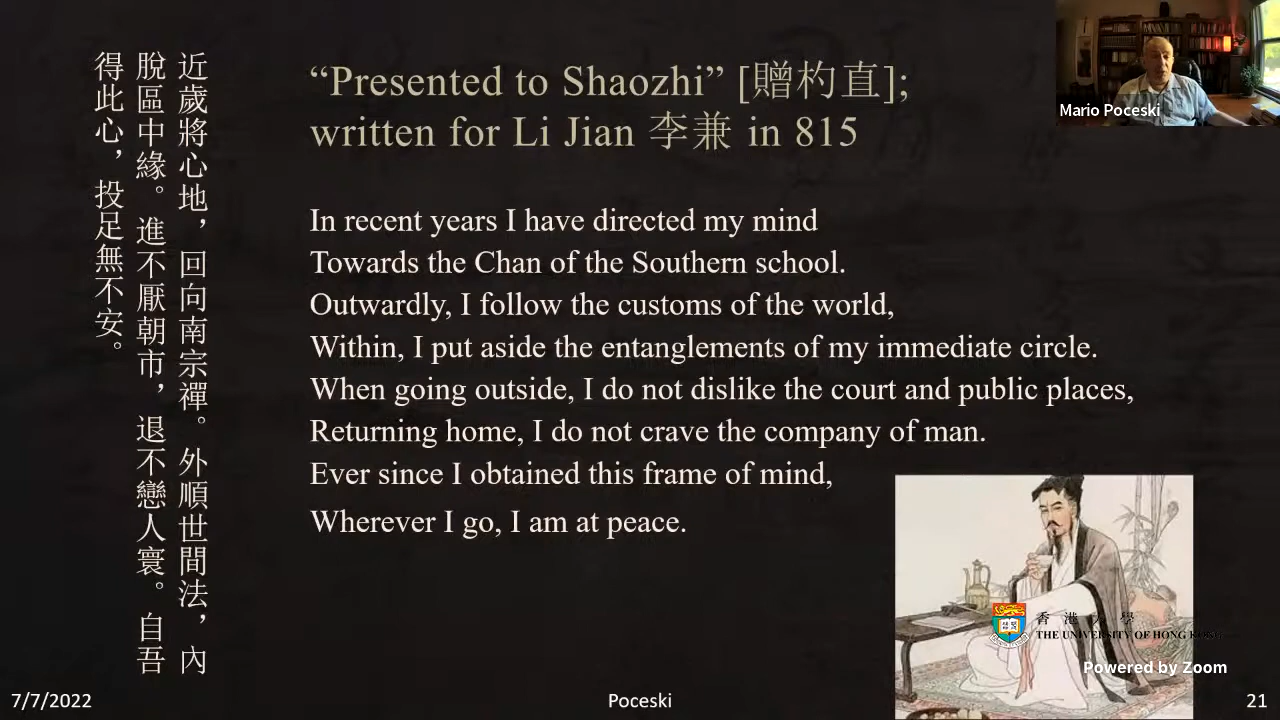 近歲將心地，回向南宗禪。外順世間法，內
脫區中緣。進不厭朝市，退不戀人寰。自吾
得此心，投足無不安。
“Presented to Shaozhi” [贈杓直];
written for Li Jian 李兼 in 815
In recent years I have directed my mind
Towards the Chan of the Southern school.
Outwardly, I follow the customs of the world,
Within, I put aside the entanglements of my immediate circle.
When going outside, I do not dislike the court and public places,
Returning home, I do not crave the company of man.
Ever since I obtained this frame of mind,
Wherever I go, I am at peace.
Mario Poceski
香港大學
THE UNIVERSITY OF HONG KONG
Powered by Zoom
7/7/2022
Poceski
21